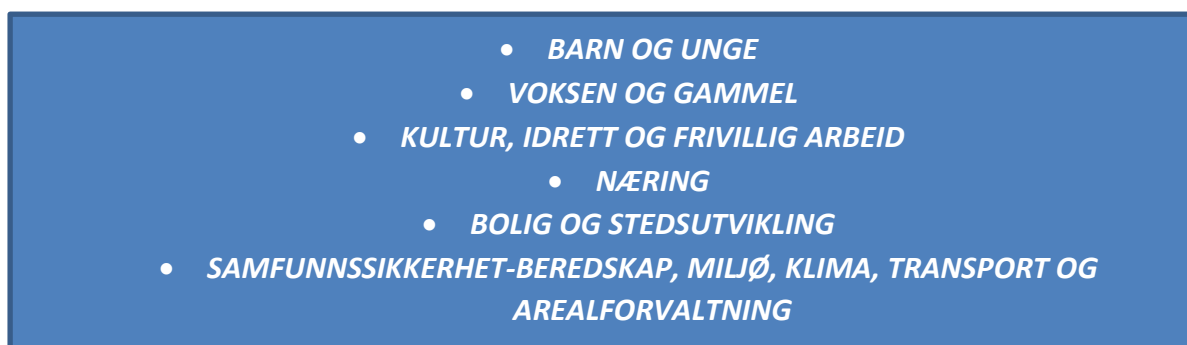 • BARN OG UNGE
• VOKSEN OG GAMMEL
• KULTUR, IDRETT OG FRIVILLIG ARBEID
• NÆRING
• BOLIG OG STEDSUTVIKLING
• SAMFUNNSSIKKERHET-BEREDSKAP, MILJØ, KLIMA, TRANSPORT OG
AREALFORVALTNING